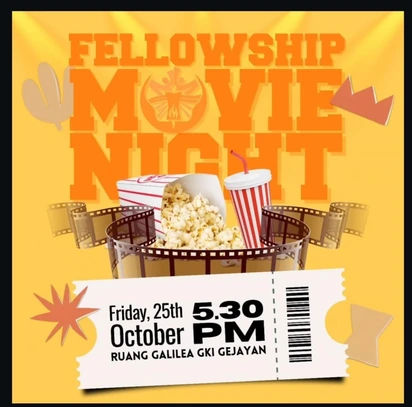 FELLOWSHIP
MOVIE
NIGHT
Friday, 25th
October
5.30
PM
RUANG GALILEA GKI GEJAYAN